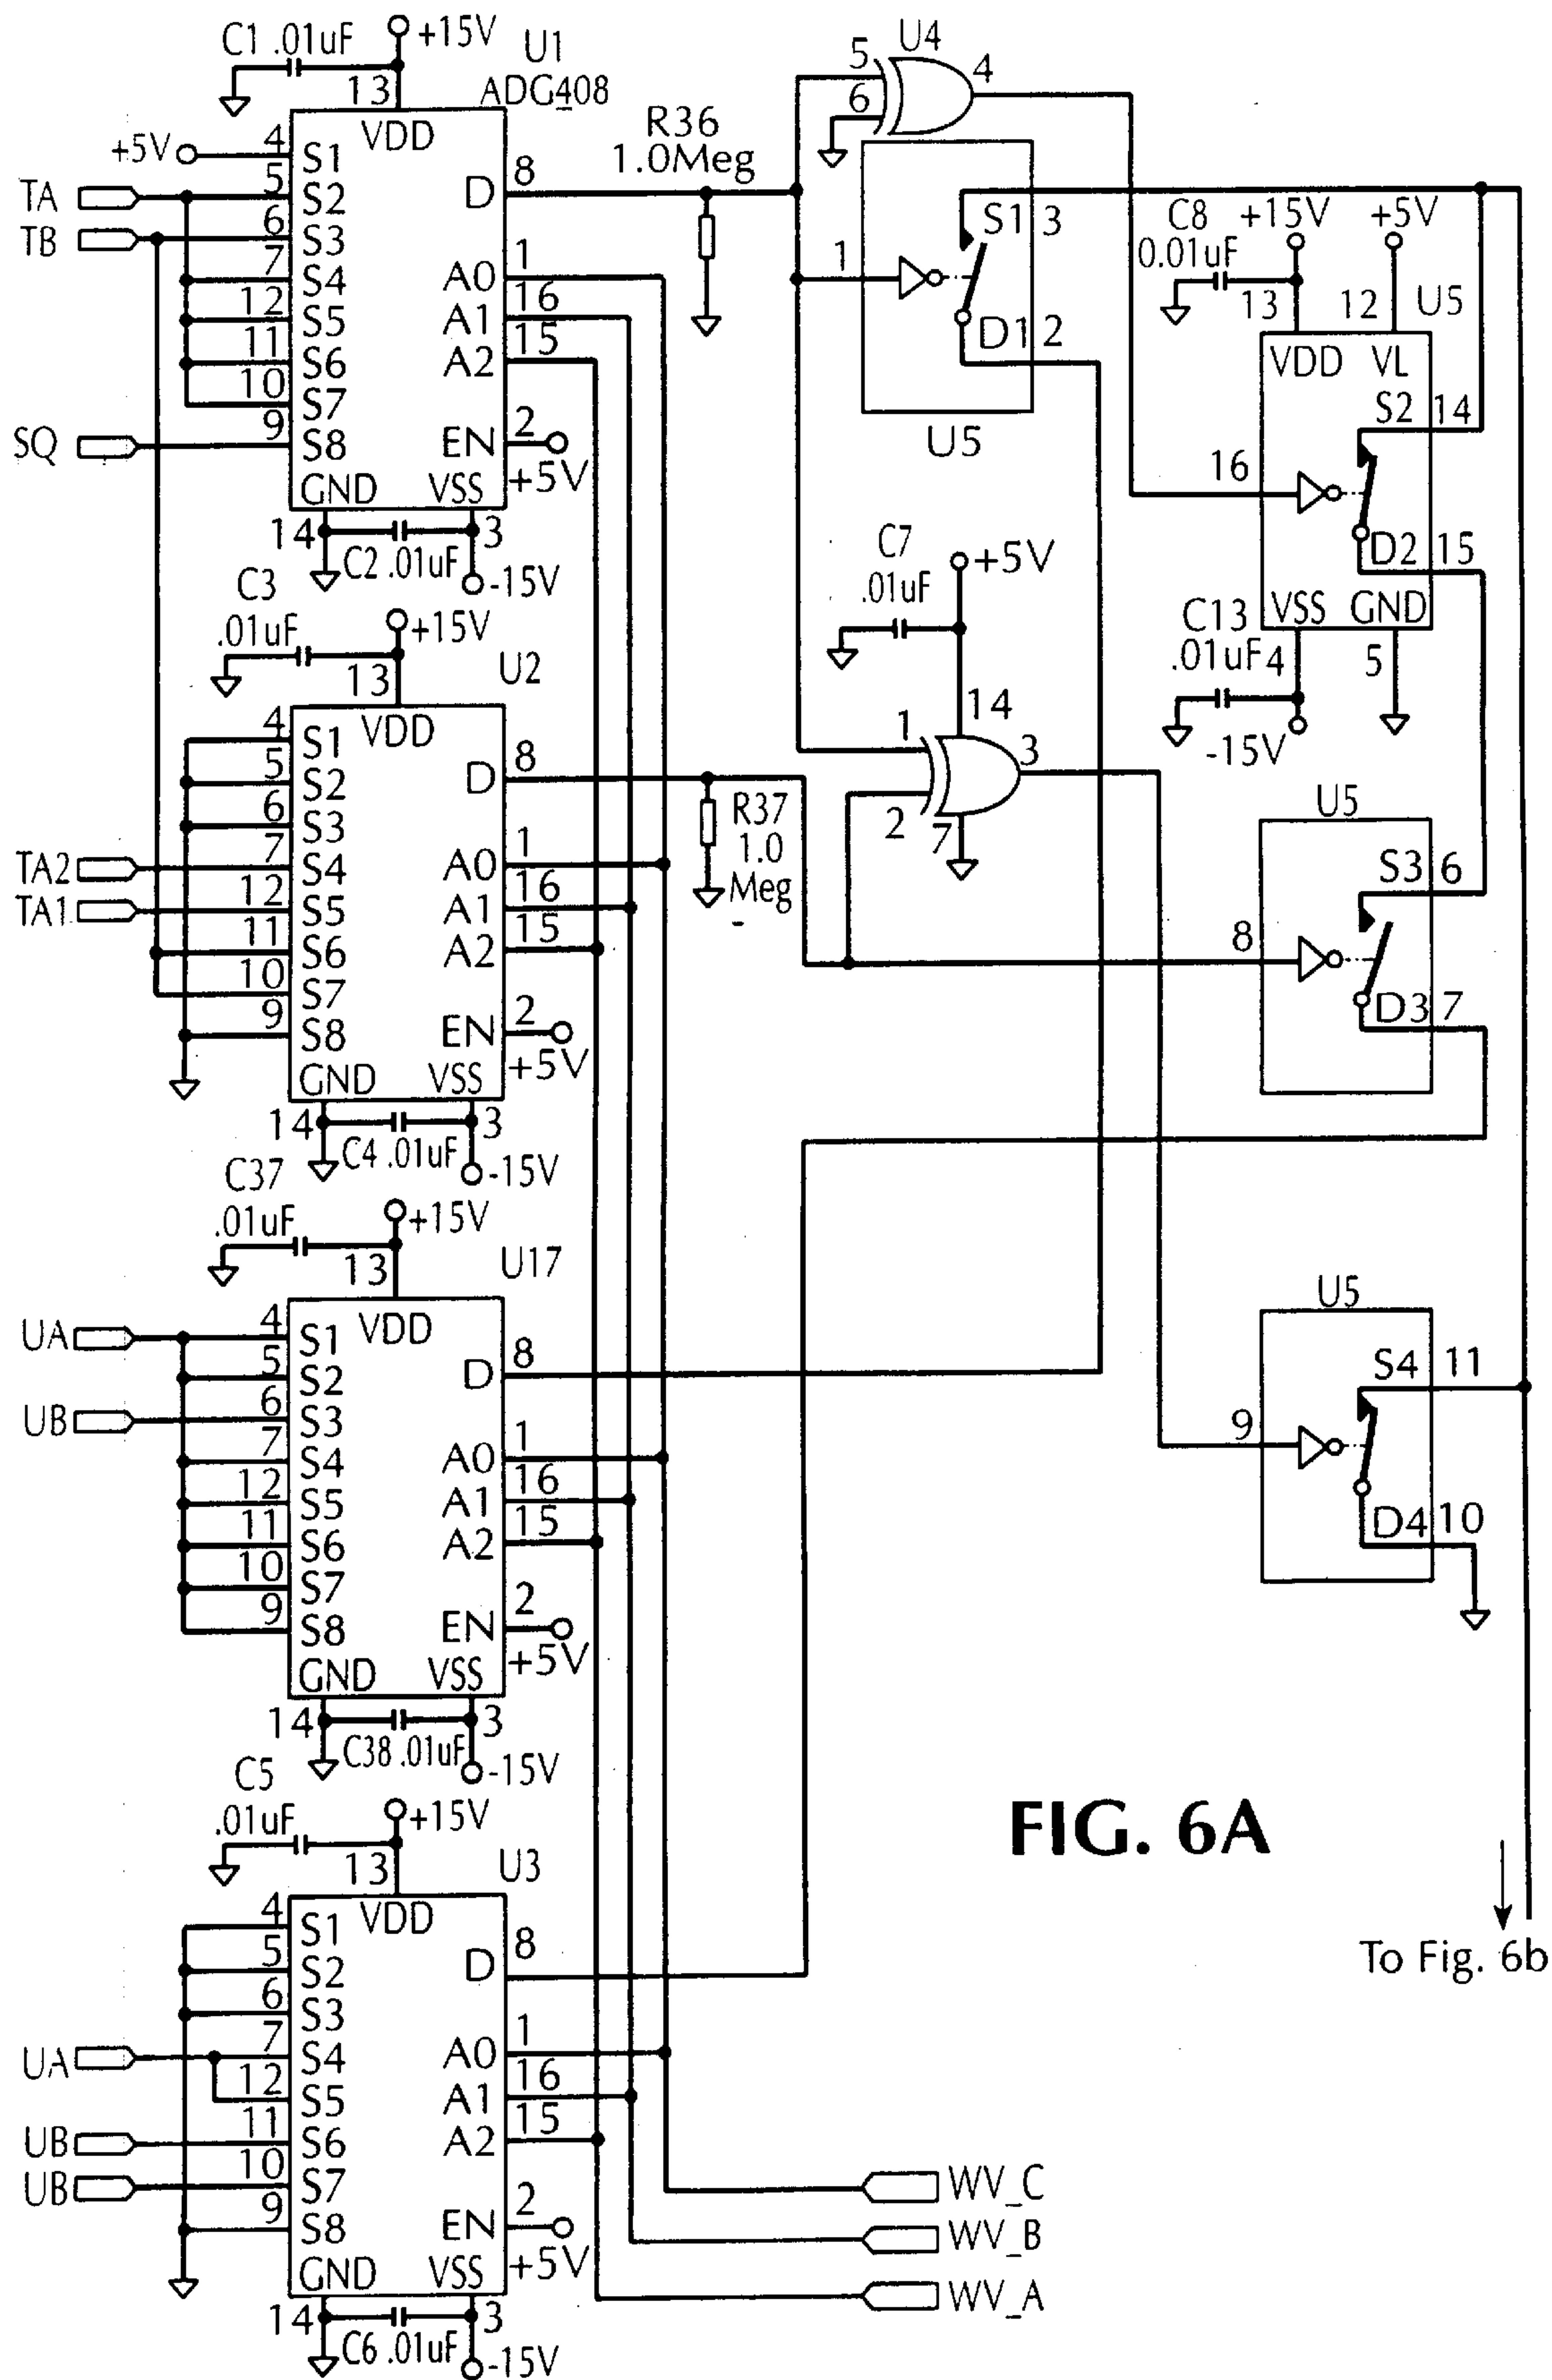 C1 .01uF
+15V
U1
ADG408
13
VDD
+5V
4
S1
TA
5
S2
TB
6
S3
7
S4
12
S5
11
S6
10
S7
SQ
9
S8
D
8
A0
1
A1
16
A2
15
EN
2
+5V
GND
VSS
14
C2 .01uF
3
-15V
R36
1.0Meg
U4
5
6
4
1
S1
3
D1
2
U5
C8
0.01uF
+15V
+5V
13
12
U5
VDD
VL
S2
14
16
D2
15
VSS
GND
C13
.01uF
4
5
-15V
C7
.01uF
+5V
14
1
2
3
7
C3
.01uF
+15V
13
U2
VDD
4
S1
5
S2
6
S3
TA2
7
S4
TA1
12
S5
11
S6
10
S7
9
S8
D
8
A0
1
A1
16
A2
15
EN
2
+5V
GND
VSS
14
C4 .01uF
3
-15V
R37
1.0
Meg
U5
S3
6
8
D3
7
C37
.01uF
+15V
13
U17
VDD
UA
4
S1
5
S2
UB
6
S3
7
S4
12
S5
11
S6
10
S7
9
S8
D
8
A0
1
A1
16
A2
15
EN
2
+5V
GND
VSS
14
C38 .01uF
3
-15V
U5
S4
11
9
D4
10
C5
.01uF
+15V
13
U3
VDD
4
S1
5
S2
6
S3
UA
7
S4
12
S5
UB
11
S6
UB
10
S7
9
S8
D
8
A0
1
A1
16
A2
15
EN
2
+5V
GND
VSS
14
C6 .01uF
3
-15V
WV_C
WV_B
WV_A
FIG. 6A
To Fig. 6b